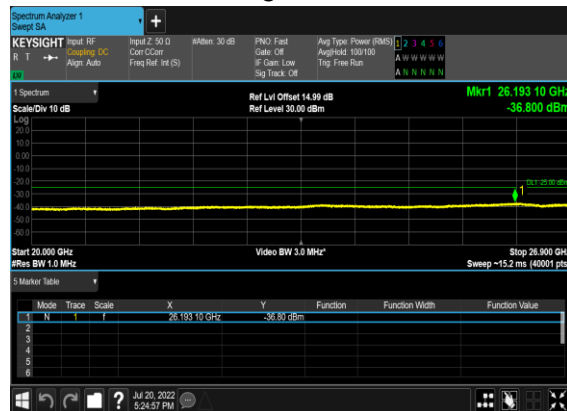 Spectrum Analyzer 1
Swept SA
+
KEYSIGHT Input: RF Input Z: 50 Ω #Atten: 30 dB PNO: Fast Avg Type: Power (RMS) 1 2 3 4 5 6
R T Coupling: DC Corr CCorr Gate: Off Avg|Hold: 100/100 A W W W W W
Align: Auto Freq Ref: Int (S) IF Gain: Low Trig: Free Run
LW Sig Track: Off A N N N N N
1 Spectrum Ref Lvl Offset 14.99 dB Mkr1 26.193 10 GHz
Scale/Div 10 dB Ref Level 30.00 dBm -36.800 dBm
Log
20.0
10.0
0.00
-10.0
-20.0
DL1 -25.00 dBm
-30.0
1
-40.0
-50.0
-60.0
Start 20.000 GHz Video BW 3.0 MHz* Stop 26.900 GHz
#Res BW 1.0 MHz Sweep ~15.2 ms (40001 pts)
5 Marker Table
Mode Trace Scale X Y Function Function Width Function Value
1 N 1 f 26.193 10 GHz -36.80 dBm
2
3
4
5
6
? Jul 20, 2022
5:24:57 PM